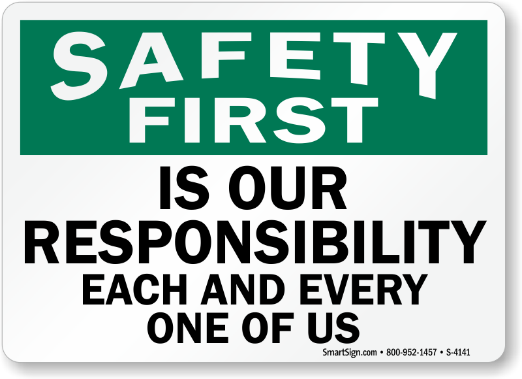 SAFETY
FIRST
IS OUR
RESPONSIBILITY
EACH AND EVERY
ONE OF US
SmartSign.com • 800-952-1457 • S-4141